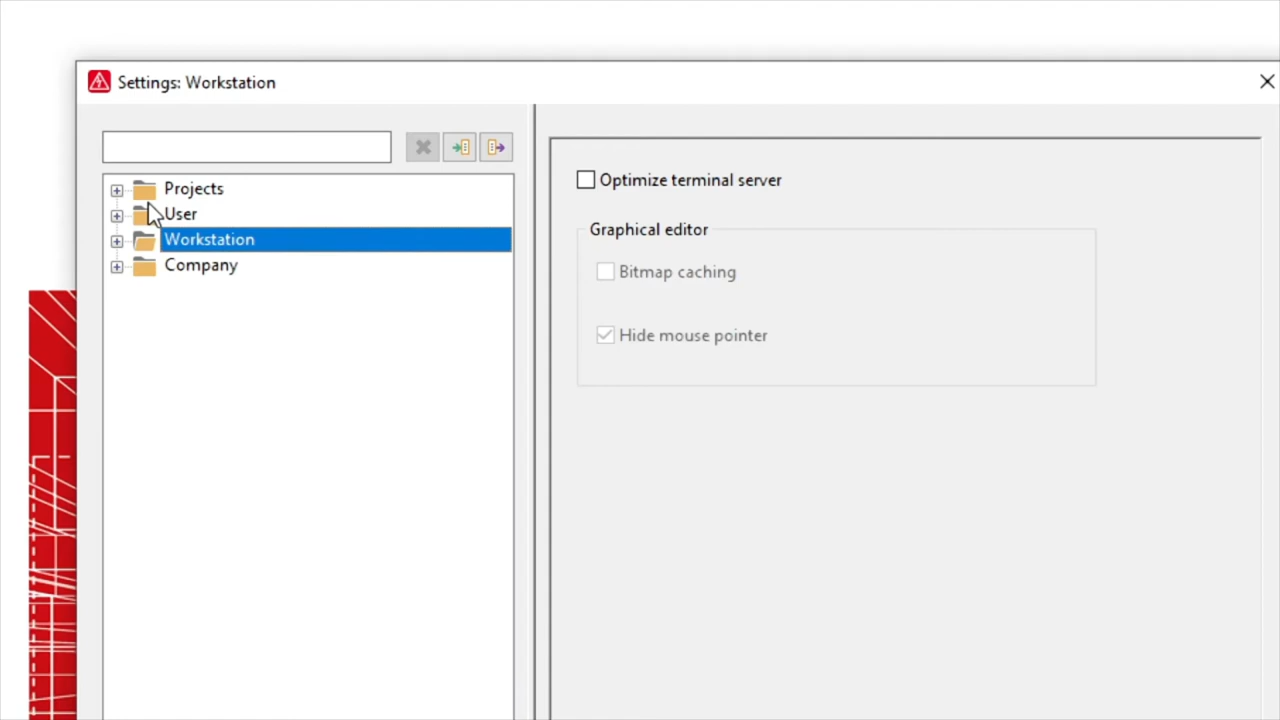 Settings: Workstation
Projects
User
Workstation
Company
Optimize terminal server
Graphical editor
Bitmap caching
Hide mouse pointer